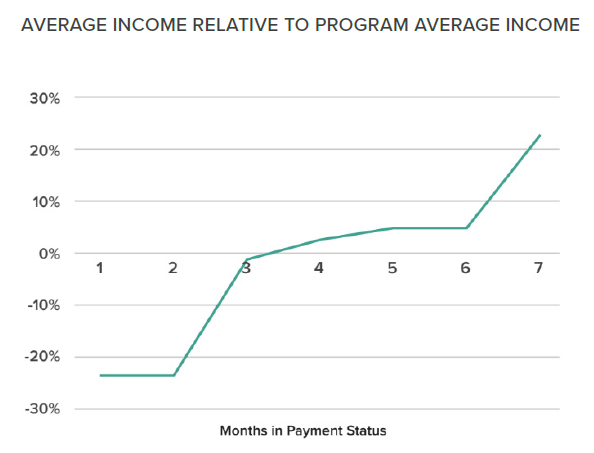 AVERAGE INCOME RELATIVE TO PROGRAM AVERAGE INCOME
30%
20%
10%
0%
1 2 3 4 5 6 7
-10%
-20%
-30%
Months in Payment Status